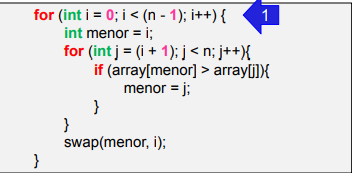 for (int i = 0; i < (n - 1); i++) { 1
int menor = i;
for (int j = (i + 1); j < n; j++){
if (array[menor] > array[j]){
menor = j;
}
}
swap(menor, i);
}